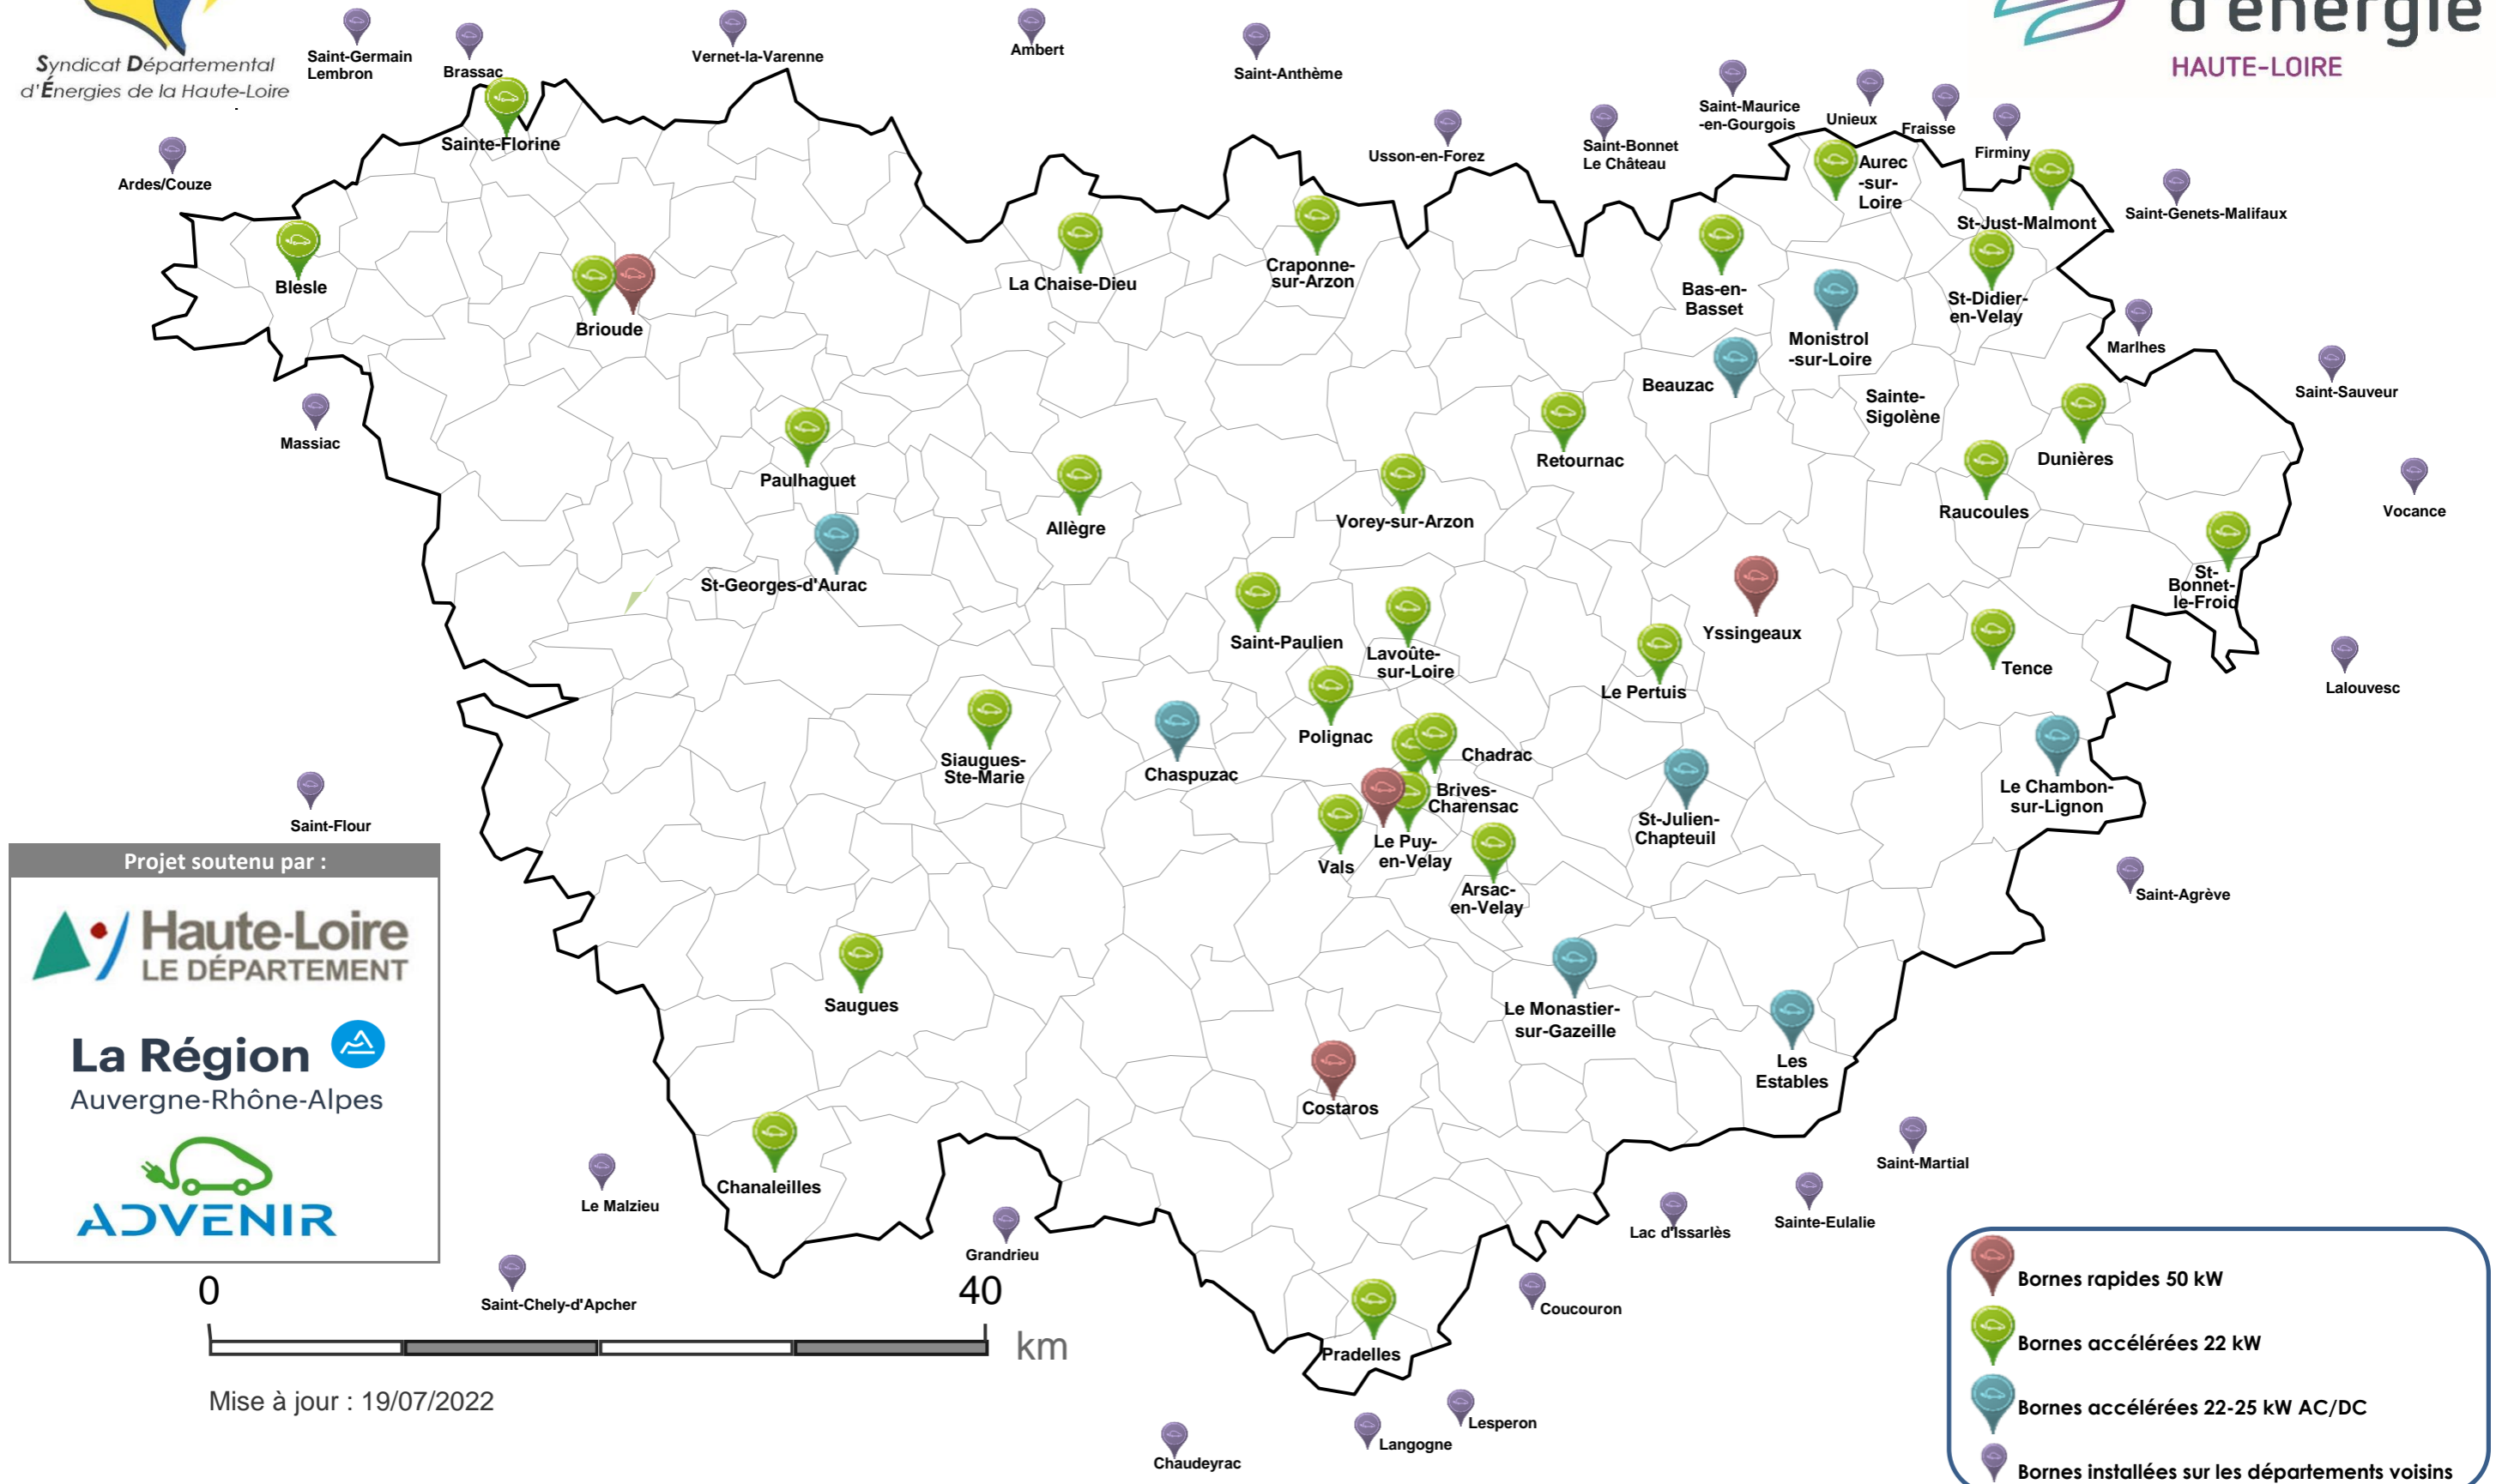 Syndicat Départemental
d'Énergies de la Haute-Loire
d'énergie
HAUTE-LOIRE
Saint-Germain
Lembron
Brassac
Vernet-la-Varenne
Ambert
Saint-Anthème
Saint-Maurice
-en-Gourgois
Unieux
Fraisse
Firminy
Usson-en-Forez
Saint-Bonnet
Le Château
Ardes/Couze
Sainte-Florine
Aurec
-sur-
Loire
St-Just-Malmont
Saint-Genets-Malifaux
Blesle
Brioude
La Chaise-Dieu
Craponne-
sur-Arzon
Bas-en-
Basset
Monistrol
-sur-Loire
St-Didier-
en-Velay
Marlhes
Saint-Sauveur
Beauzac
Sainte-
Sigolène
Massiac
Paulhaguet
Allègre
Retournac
Vorey-sur-Arzon
Dunières
Raucoules
Vocance
St-Georges-d'Aurac
St-
Bonnet-
le-Froid
Saint-Paulien
Lavoûte-
sur-Loire
Yssingeaux
Le Pertuis
Tence
Lalouvesc
Polignac
Siaugues-
Ste-Marie
Chaspuzac
Chadrac
Brives-
Charensac
Le Puy-
en-Velay
Vals
St-Julien-
Chapteuil
Le Chambon-
sur-Lignon
Saint-Flour
Arsac-
en-Velay
Saint-Agrève
Saugues
Le Monastier-
sur-Gazeille
Les
Estables
Costaros
Chanaleilles
Saint-Martial
Le Malzieu
Grandrieu
Lac d'Issarlès
Sainte-Eulalie
Saint-Chely-d'Apcher
Coucouron
Pradelles
Lesperon
Langogne
Chaudeyrac
Projet soutenu par :
Haute-Loire
LE DÉPARTEMENT
La Région
Auvergne-Rhône-Alpes
ADVENIR
0 40
km
Mise à jour : 19/07/2022
Bornes rapides 50 kW
Bornes accélérées 22 kW
Bornes accélérées 22-25 kW AC/DC
Bornes installées sur les départements voisins